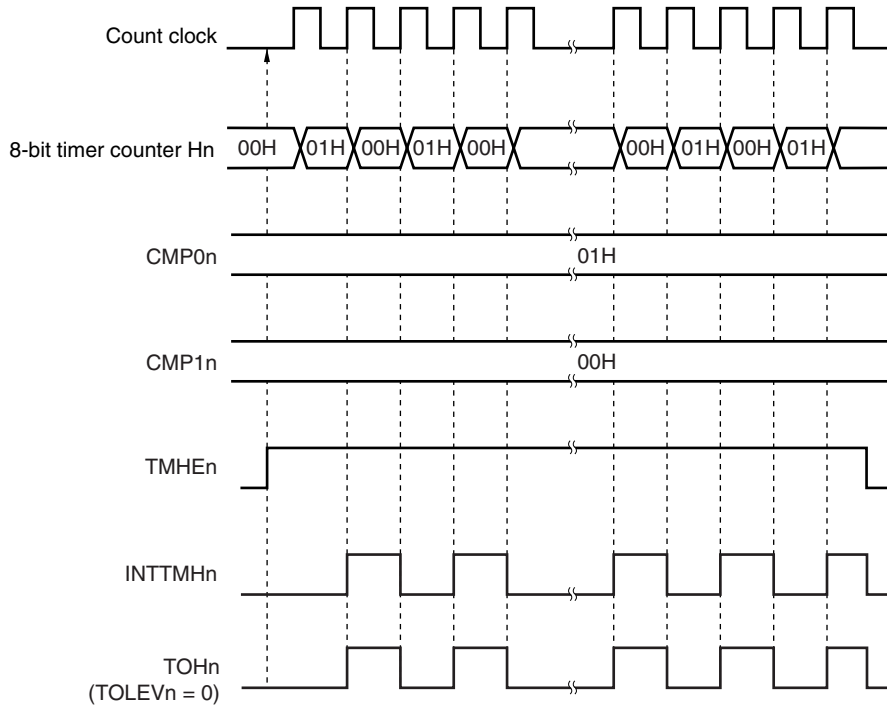 Count clock
8-bit timer counter Hn 00H 01H 00H 01H 00H 00H 01H 00H 01H
CMP0n 01H
CMP1n 00H
TMHEn
INTTMHn
TOHn
(TOLEVn = 0)